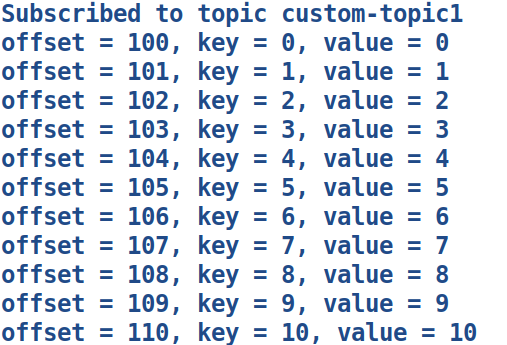 Subscribed to topic custom-topic1
offset = 100, key = 0, value = 0
offset = 101, key = 1, value = 1
offset = 102, key = 2, value = 2
offset = 103, key = 3, value = 3
offset = 104, key = 4, value = 4
offset = 105, key = 5, value = 5
offset = 106, key = 6, value = 6
offset = 107, key = 7, value = 7
offset = 108, key = 8, value = 8
offset = 109, key = 9, value = 9
offset = 110, key = 10, value = 10